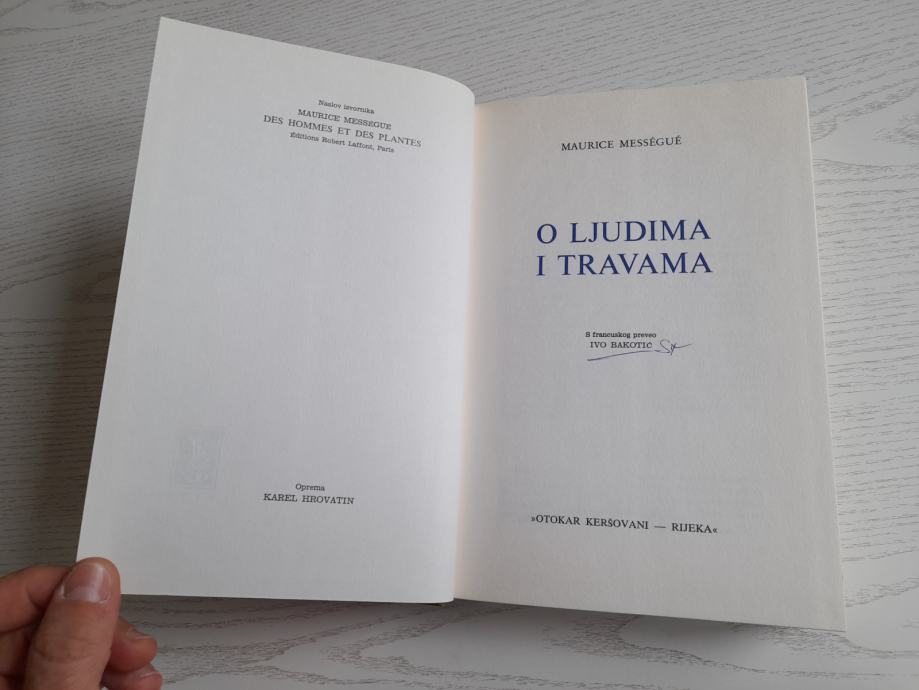 Naslov izvornika
MAURICE MESSÉGUÉ
DES HOMMES ET DES PLANTES
Éditions Robert Laffont, Paris
Oprema
KAREL HROVATIN
MAURICE MESSÉGUÉ
O LJUDIMA
I TRAVAMA
S francuskog preveo
IVO BAKOTIĆ
»OTOKAR KERŠOVANI — RIJEKA«